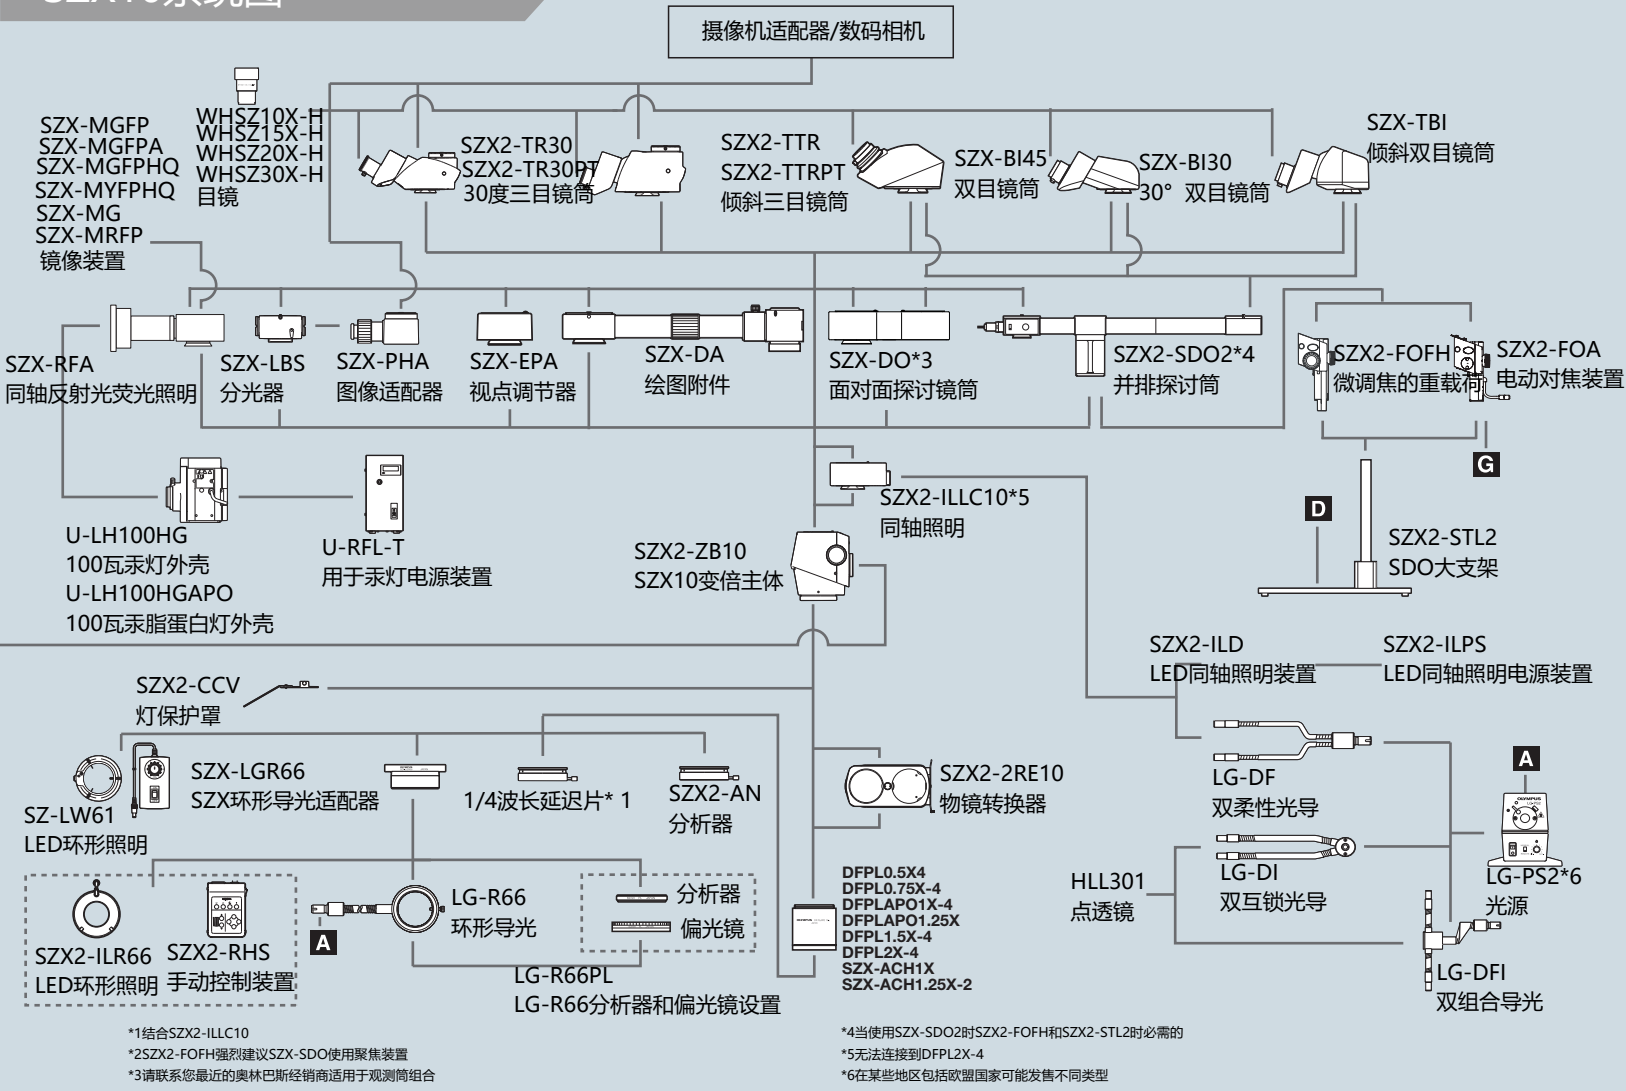 SZX10系统图
摄像机适配器/数码相机
SZX-MGFP
SZX-MGFPA
SZX-MGFPHQ
SZX-MYFPHQ
SZX-MG
SZX-MRFP
镜像装置
WHSZ10X-H
WHSZ15X-H
WHSZ20X-H
WHSZ30X-H
目镜
SZX2-TR30
SZX2-TR30PT
30度三目镜筒
SZX2-TTR
SZX2-TTRPT
倾斜三目镜筒
SZX-BI45
双目镜筒
SZX-BI30
30° 双目镜筒
SZX-TBI
倾斜双目镜筒
SZX-RFA
同轴反射光荧光照明
SZX-LBS
分光器
SZX-PHA
图像适配器
SZX-EPA
视点调节器
SZX-DA
绘图附件
SZX-DO*3
面对面探讨镜筒
SZX2-SDO2*4
并排探讨筒
SZX2-FOFH
微调焦的重载荷
SZX2-FOA
电动对焦装置
G
U-LH100HG
100瓦汞灯外壳
U-LH100HGAPO
100瓦汞脂蛋白灯外壳
U-RFL-T
用于汞灯电源装置
SZX2-ILLC10*5
同轴照明
SZX2-ZB10
SZX10变倍主体
D
SZX2-STL2
SDO大支架
SZX2-ILD
LED同轴照明装置
SZX2-ILPS
LED同轴照明电源装置
SZX2-CCV
灯保护罩
SZX-LGR66
SZX环形导光适配器
SZ-LW61
LED环形照明
1/4波长延迟片* 1
SZX2-AN
分析器
SZX2-2RE10
物镜转换器
LG-DF
双柔性光导
A
LG-DI
双互锁光导
HLL301
点透镜
OLYMPUS
LG-PS2*6
光源
LG-DFI
双组合导光
SZX2-ILR66
LED环形照明
SZX2-RHS
手动控制装置
A
LG-R66
环形导光
分析器
偏光镜
LG-R66PL
LG-R66分析器和偏光镜设置
DFPL0.5X4
DFPL0.75X-4
DFPLAPO1X-4
DFPLAPO1.25X
DFPL1.5X-4
DFPL2X-4
SZX-ACH1X
SZX-ACH1.25X-2
*1结合SZX2-ILLC10
*2SZX2-FOFH强烈建议SZX-SDO使用聚焦装置
*3请联系您最近的奥林巴斯经销商适用于观测筒组合
*4当使用SZX-SDO2时SZX2-FOFH和SZX2-STL2时必需的
*5无法连接到DFPL2X-4
*6在某些地区包括欧盟国家可能发售不同类型